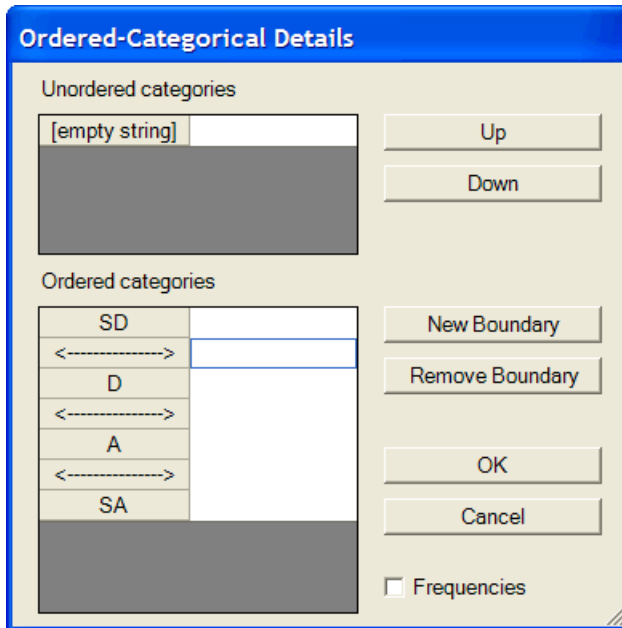 Ordered-Categorical Details
Unordered categories
[empty string]
Up
Down
Ordered categories
SD
<--------------->
D
<--------------->
A
<--------------->
SA
New Boundary
Remove Boundary
OK
Cancel
Frequencies